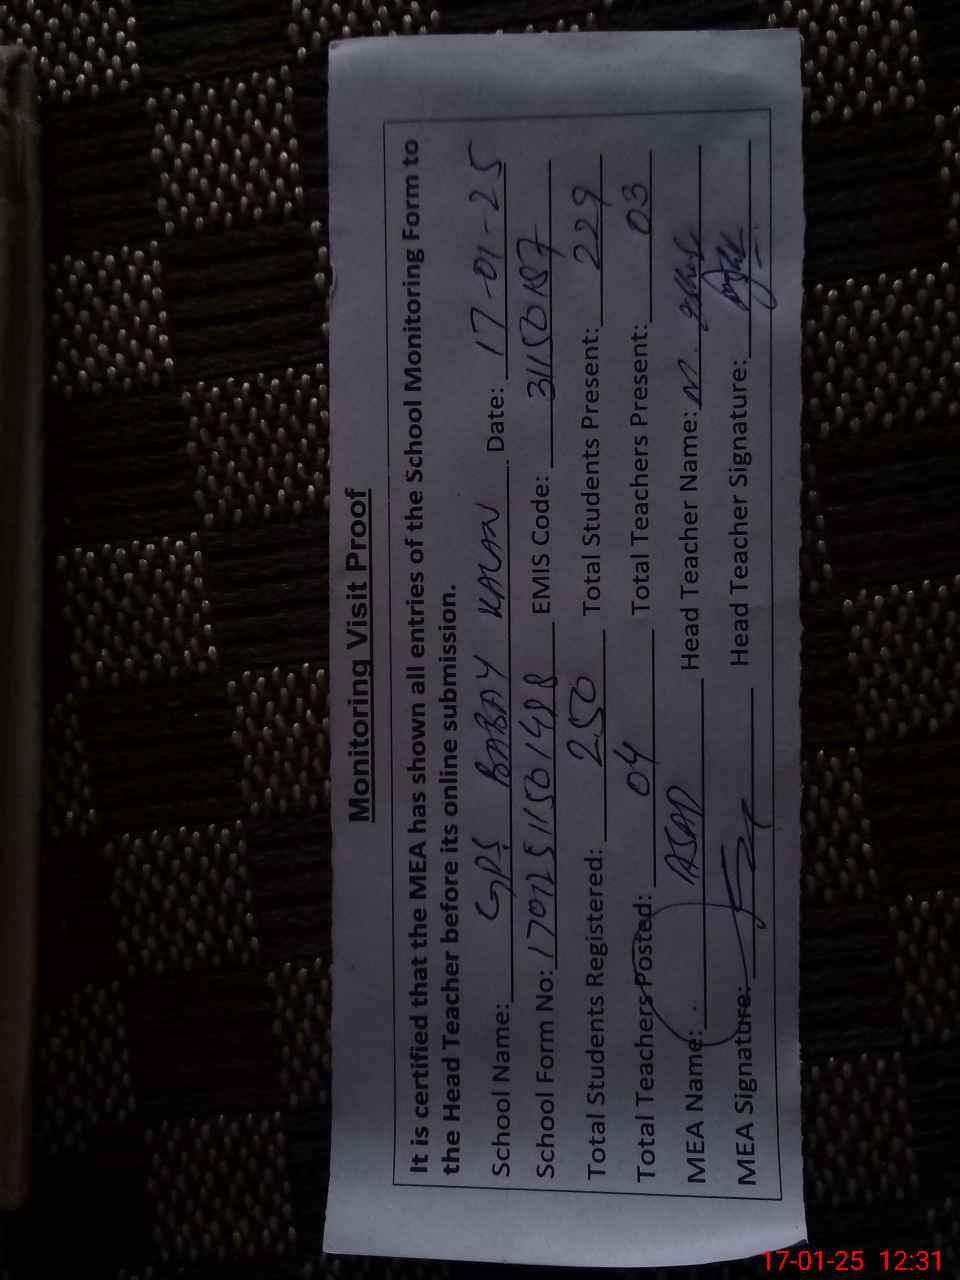 Monitoring Visit Proof
It is certified that the MEA has shown all entries of the School Monitoring Form to
the Head Teacher before its online submission.
School Name: GPS BABAY KALAN Date: 17-01-25
School Form No: 17012511501498 EMIS Code: 31150187
Total Students Registered: 250 Total Students Present: 229
Total Teachers Posted: 04 Total Teachers Present: 03
MEA Name: ASAD Head Teacher Name: M.
MEA Signature: Head Teacher Signature:
17-01-25 12:31